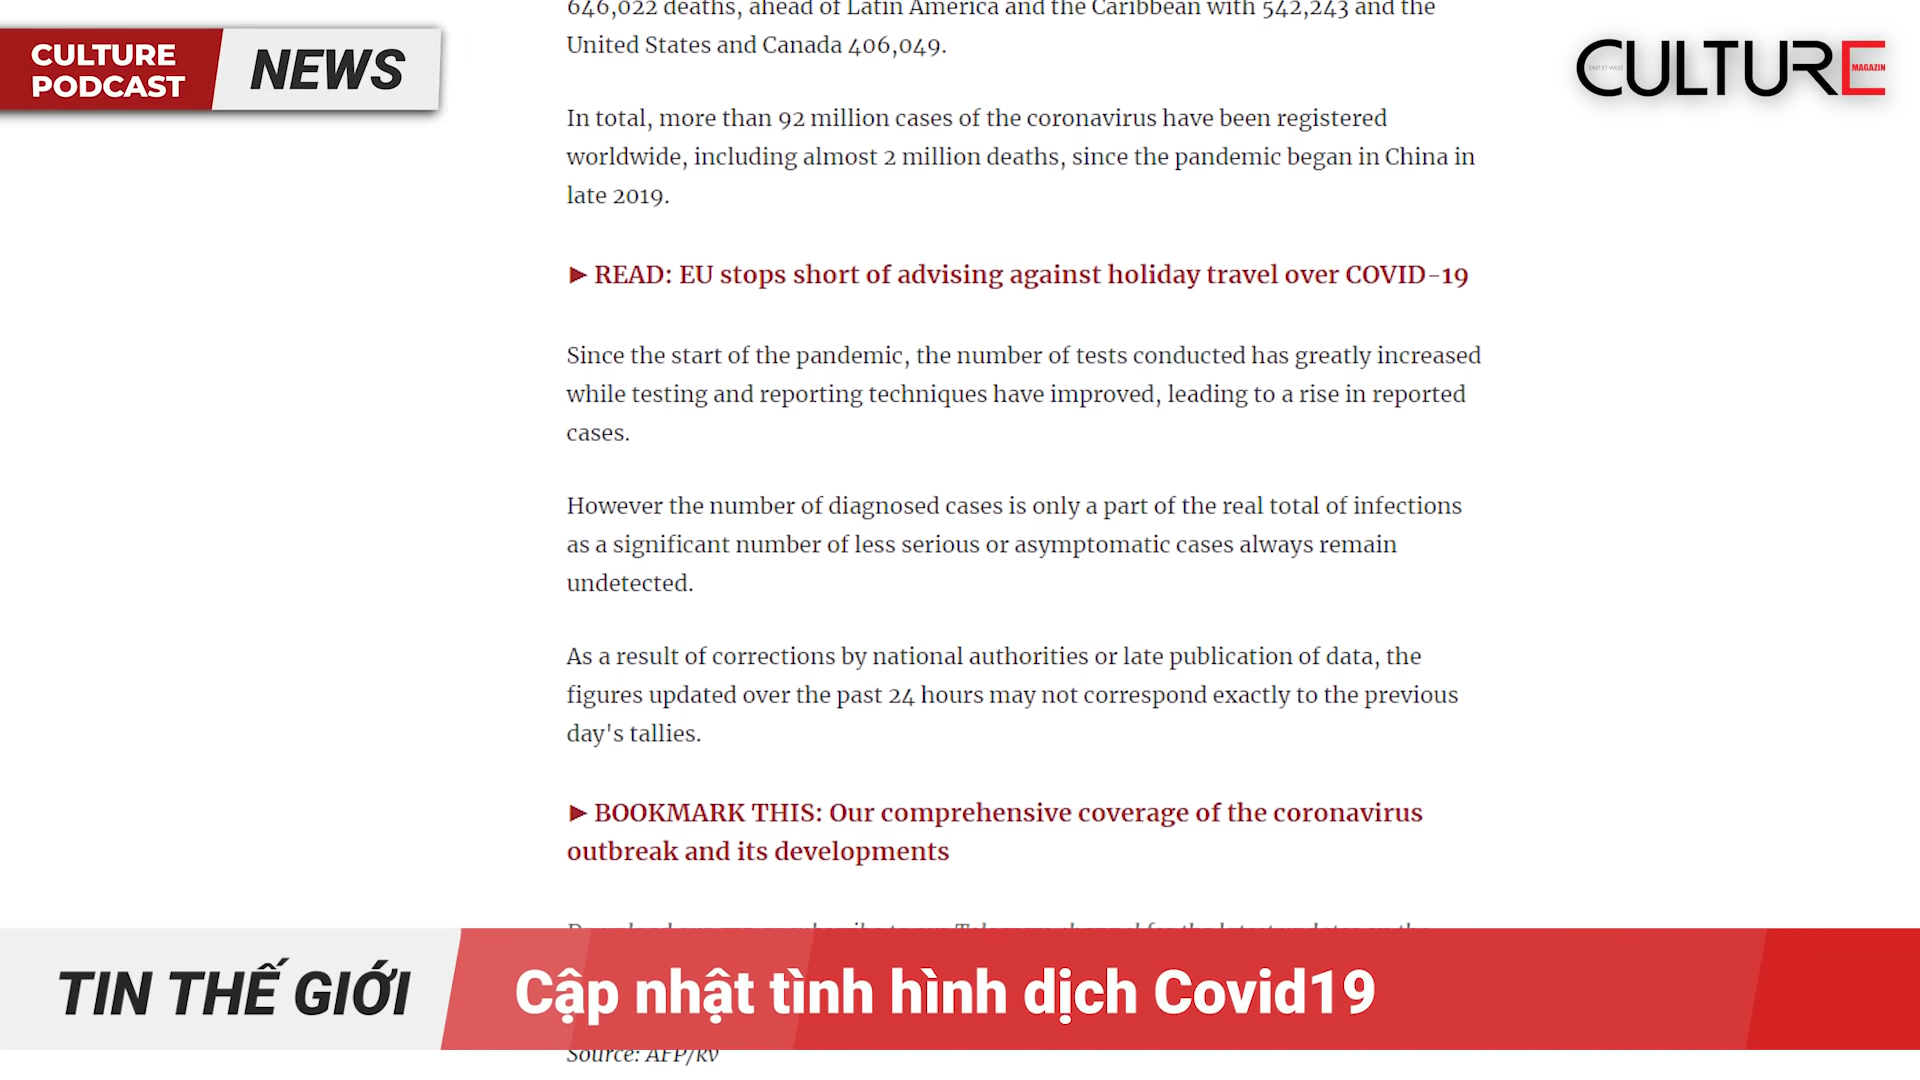 646,022 deaths, ahead of Latin America and the Caribbean with 542,243 and the
United States and Canada 406,049.
CULTURE
PODCAST
NEWS
CULTURE
EAST ET WEST
MAGAZIN
In total, more than 92 million cases of the coronavirus have been registered
worldwide, including almost 2 million deaths, since the pandemic began in China in
late 2019.
► READ: EU stops short of advising against holiday travel over COVID-19
Since the start of the pandemic, the number of tests conducted has greatly increased
while testing and reporting techniques have improved, leading to a rise in reported
cases.
However the number of diagnosed cases is only a part of the real total of infections
as a significant number of less serious or asymptomatic cases always remain
undetected.
As a result of corrections by national authorities or late publication of data, the
figures updated over the past 24 hours may not correspond exactly to the previous
day's tallies.
► BOOKMARK THIS: Our comprehensive coverage of the coronavirus
outbreak and its developments
TIN THẾ GIỚI
Cập nhật tình hình dịch Covid19
Source: AFP/kv